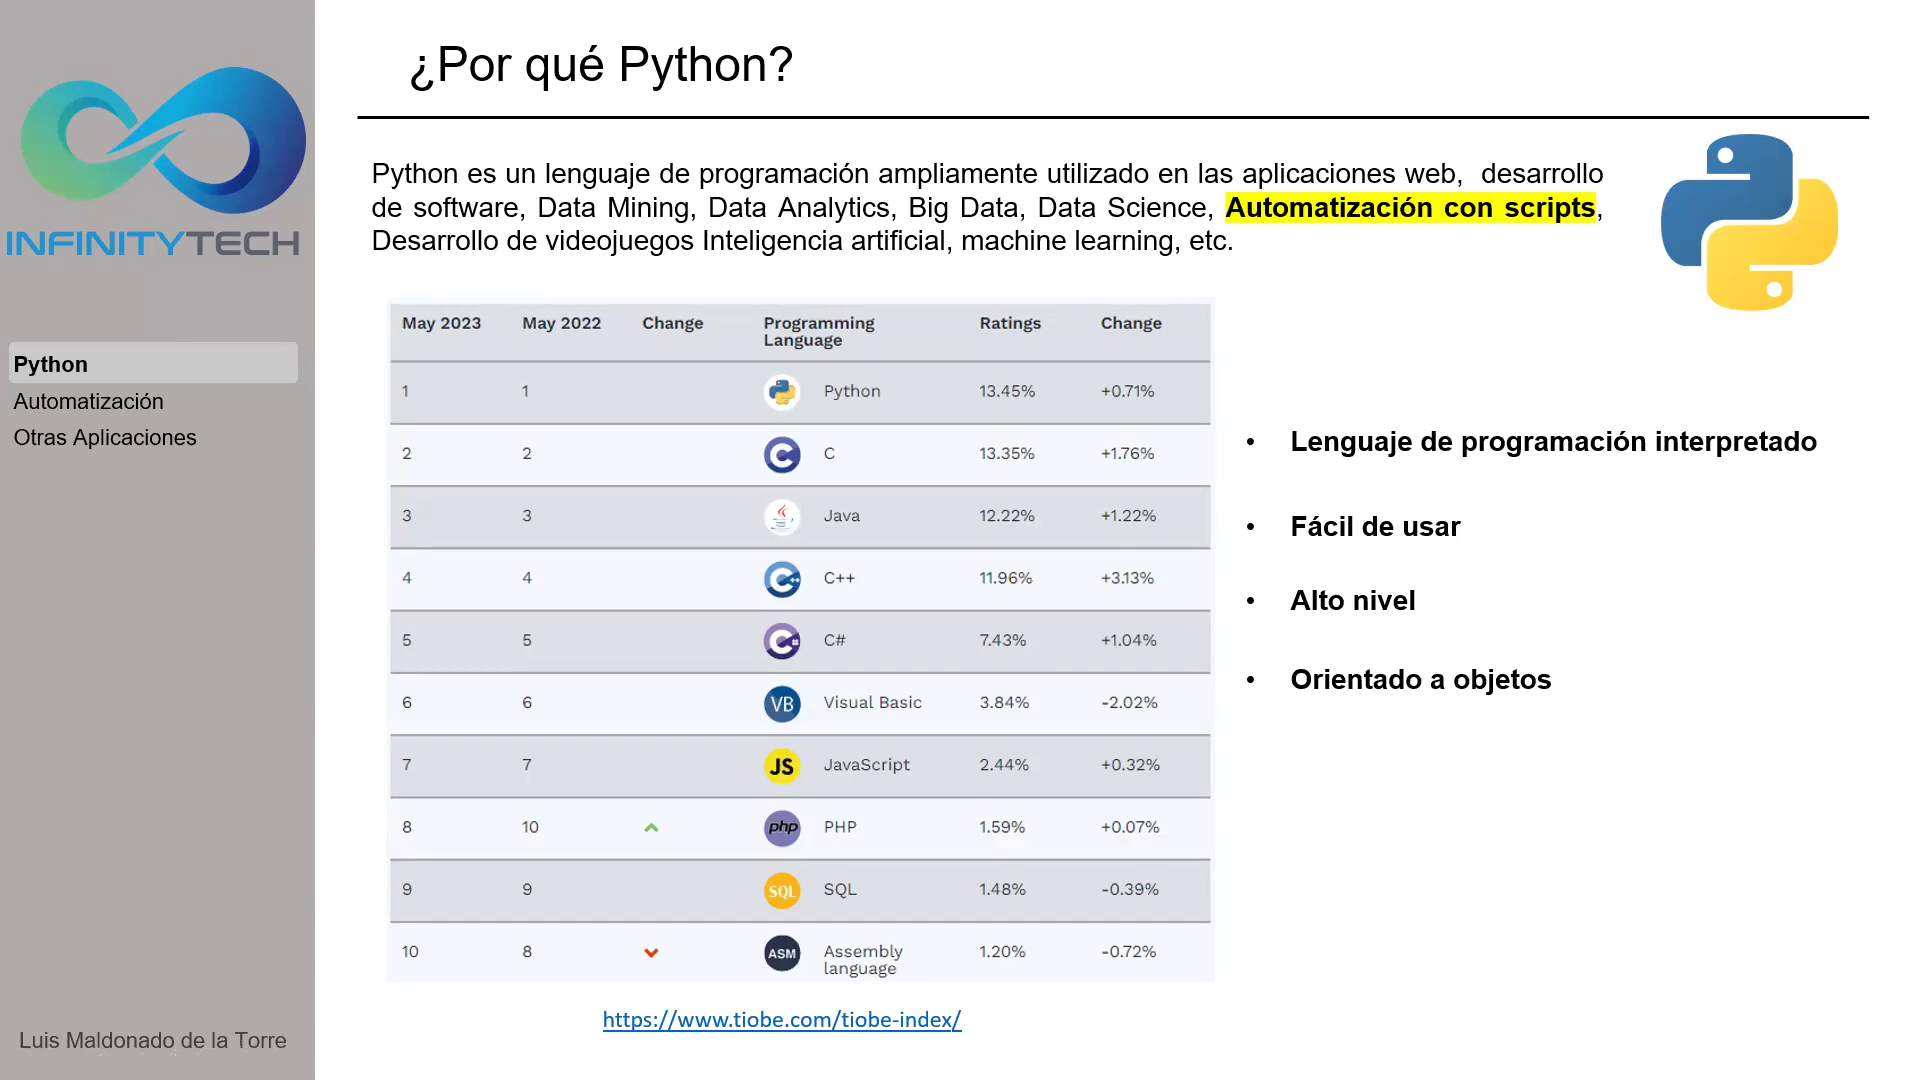 INFINITYTECH
Python
Automatización
Otras Aplicaciones
Luis Maldonado de la Torre
¿Por qué Python?
Python es un lenguaje de programación ampliamente utilizado en las aplicaciones web, desarrollo
de software, Data Mining, Data Analytics, Big Data, Data Science, Automatización con scripts,
Desarrollo de videojuegos Inteligencia artificial, machine learning, etc.
May 2023 May 2022 Change Programming Language Ratings Change
1 1 Python 13.45% +0.71%
2 2 C 13.35% +1.76%
3 3 Java 12.22% +1.22%
4 4 C++ 11.96% +3.13%
5 5 C# 7.43% +1.04%
6 6 VB Visual Basic 3.84% -2.02%
7 7 JS JavaScript 2.44% +0.32%
8 10 php PHP 1.59% +0.07%
9 9 SQL SQL 1.48% -0.39%
10 8 ASM Assembly language 1.20% -0.72%
https://www.tiobe.com/tiobe-index/
• Lenguaje de programación interpretado
• Fácil de usar
• Alto nivel
• Orientado a objetos